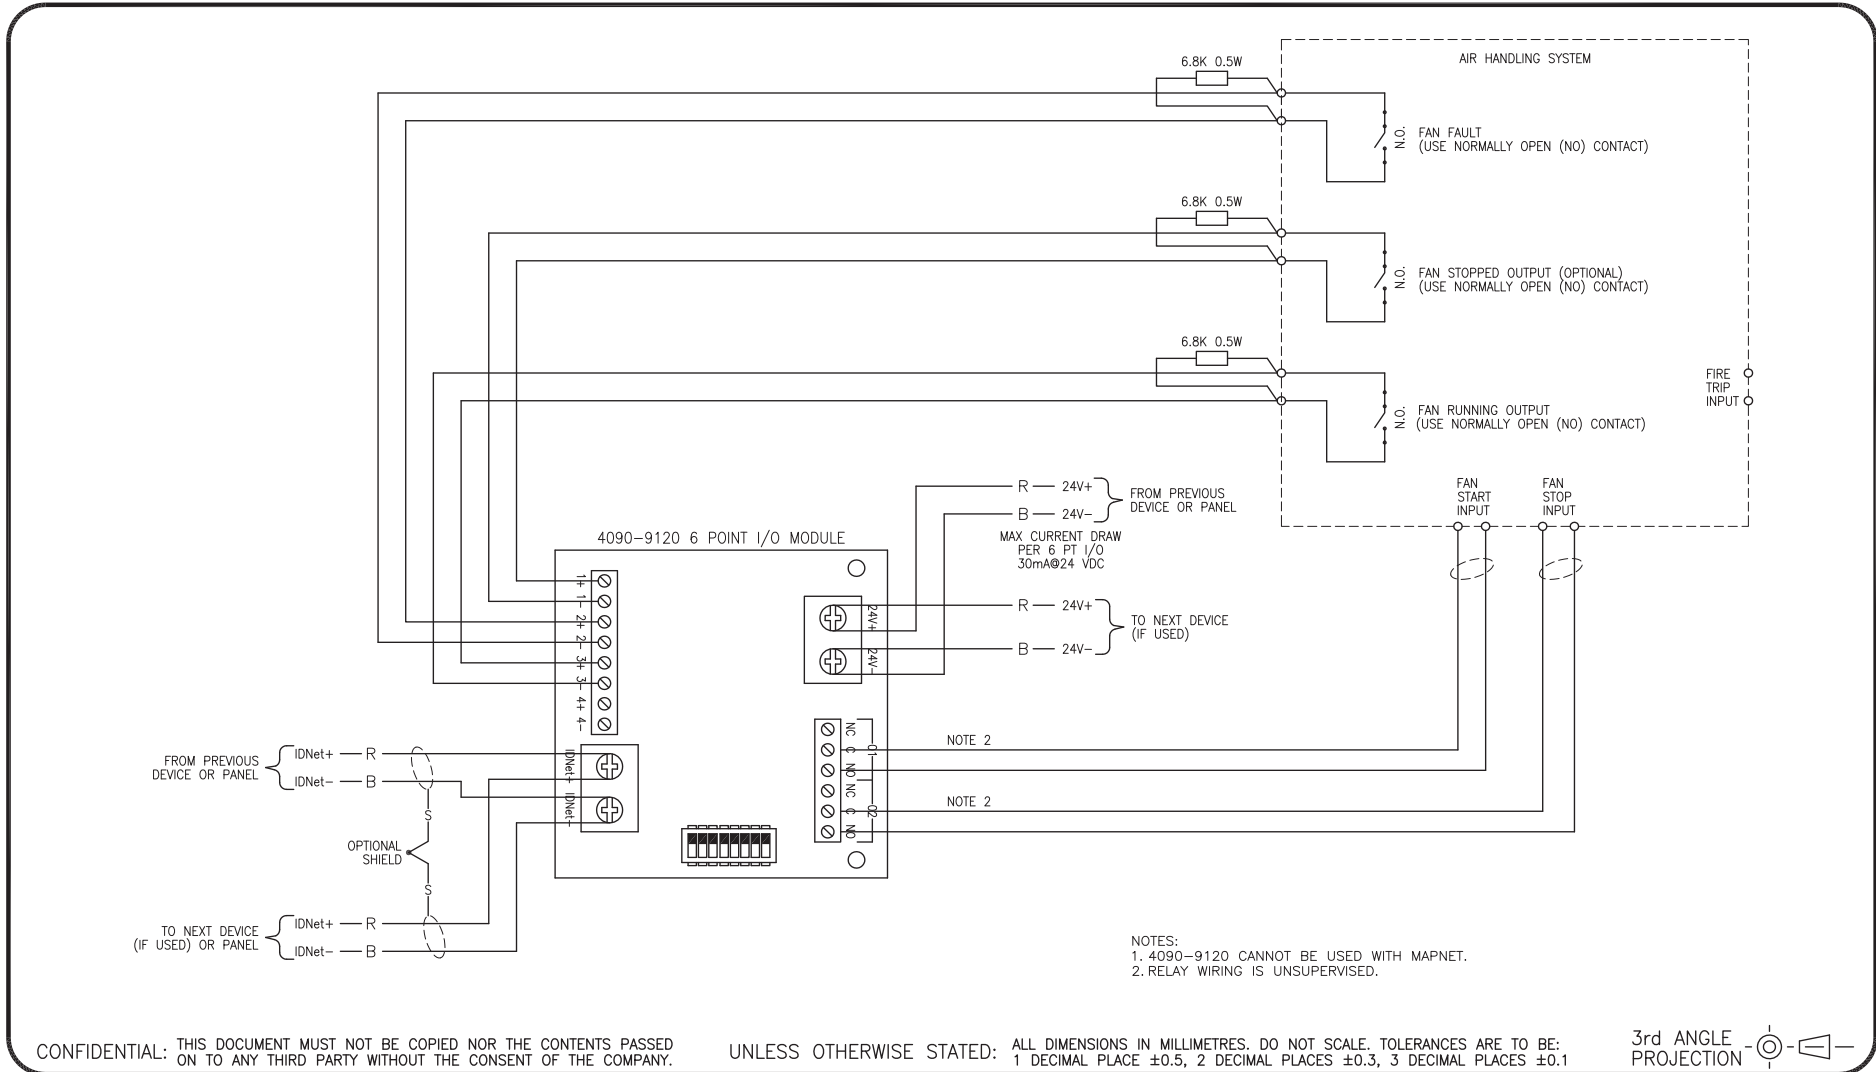 6.8K 0.5W
AIR HANDLING SYSTEM
N.O.
FAN FAULT
(USE NORMALLY OPEN (NO) CONTACT)
6.8K 0.5W
N.O.
FAN STOPPED OUTPUT (OPTIONAL)
(USE NORMALLY OPEN (NO) CONTACT)
6.8K 0.5W
N.O.
FAN RUNNING OUTPUT
(USE NORMALLY OPEN (NO) CONTACT)
FIRE
TRIP
INPUT
FAN
START
INPUT
FAN
STOP
INPUT
R
24V+
B
24V-
FROM PREVIOUS
DEVICE OR PANEL
MAX CURRENT DRAW
PER 6 PT I/O
30mA@24 VDC
R
24V+
B
24V-
TO NEXT DEVICE
(IF USED)
4090-9120 6 POINT I/O MODULE
1+
1-
2+
2-
3+
3-
4+
4-
24V+
24V-
NC
C
NO
O1
NC
C
NO
O2
NOTE 2
NOTE 2
IDNet+
IDNet-
FROM PREVIOUS
DEVICE OR PANEL
IDNet+
R
IDNet-
B
S
OPTIONAL
SHIELD
S
TO NEXT DEVICE
(IF USED) OR PANEL
IDNet+
R
IDNet-
B
NOTES:
1. 4090-9120 CANNOT BE USED WITH MAPNET.
2. RELAY WIRING IS UNSUPERVISED.
CONFIDENTIAL:
THIS DOCUMENT MUST NOT BE COPIED NOR THE CONTENTS PASSED
ON TO ANY THIRD PARTY WITHOUT THE CONSENT OF THE COMPANY.
UNLESS OTHERWISE STATED:
ALL DIMENSIONS IN MILLIMETRES. DO NOT SCALE. TOLERANCES ARE TO BE:
1 DECIMAL PLACE ±0.5, 2 DECIMAL PLACES ±0.3, 3 DECIMAL PLACES ±0.1
3rd ANGLE
PROJECTION